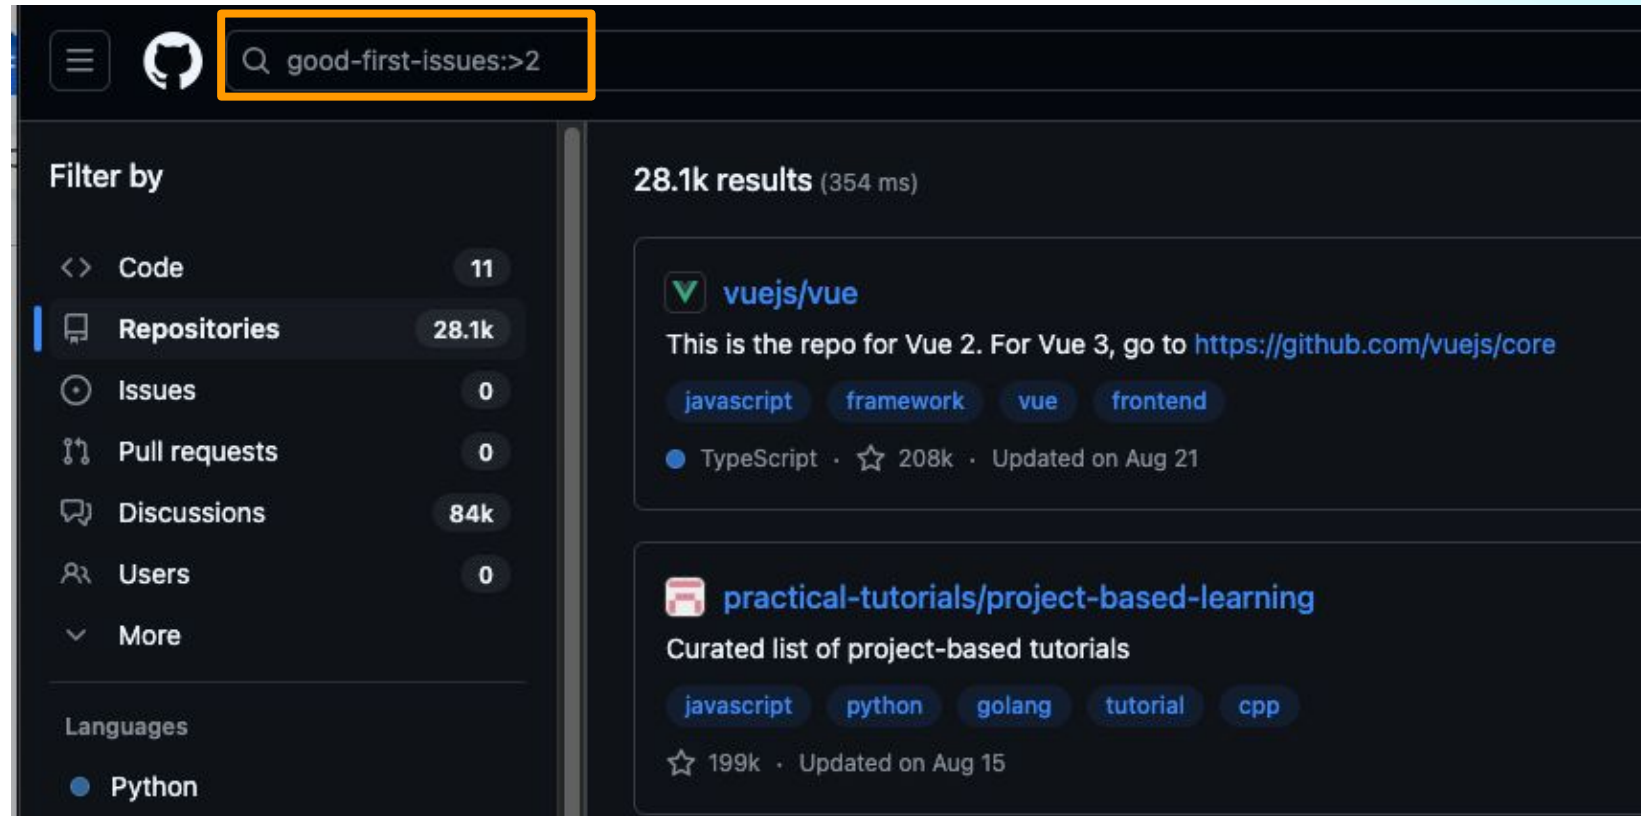 good-first-issues:>2
Filter by
Code 11
Repositories 28.1k
Issues 0
Pull requests 0
Discussions 84k
Users 0
More
Languages
Python
28.1k results (354 ms)
vuejs/vue
This is the repo for Vue 2. For Vue 3, go to https://github.com/vuejs/core
javascript framework vue frontend
TypeScript · 208k · Updated on Aug 21
practical-tutorials/project-based-learning
Curated list of project-based tutorials
javascript python golang tutorial cpp
199k · Updated on Aug 15